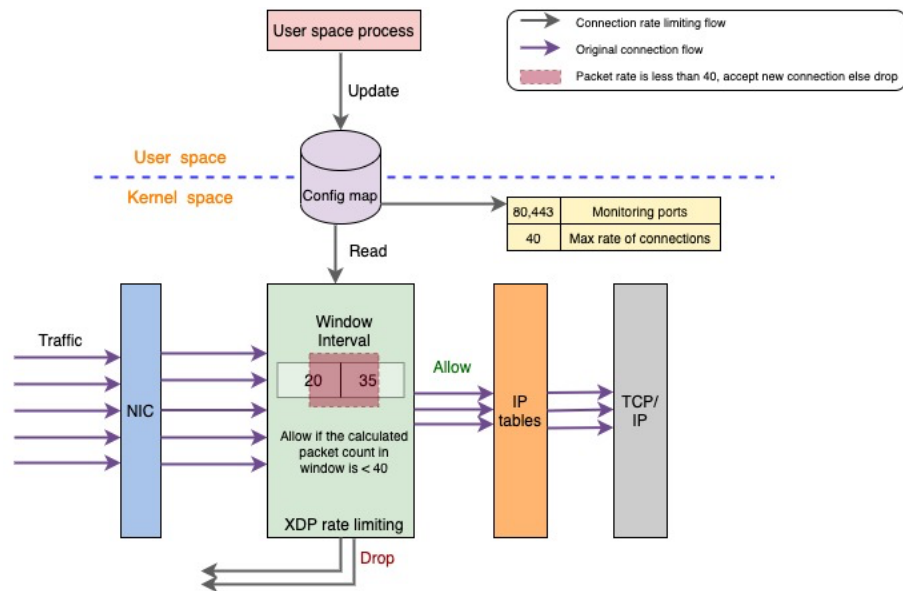 User space process
Connection rate limiting flow
Original connection flow
Packet rate is less than 40, accept new connection else drop
Update
User space
Kernel space
Config map
80,443 Monitoring ports
40 Max rate of connections
Read
Traffic
NIC
Window
Interval
20 35
Allow if the calculated
packet count in
window is < 40
XDP rate limiting
Allow
Drop
IP
tables
TCP/
IP